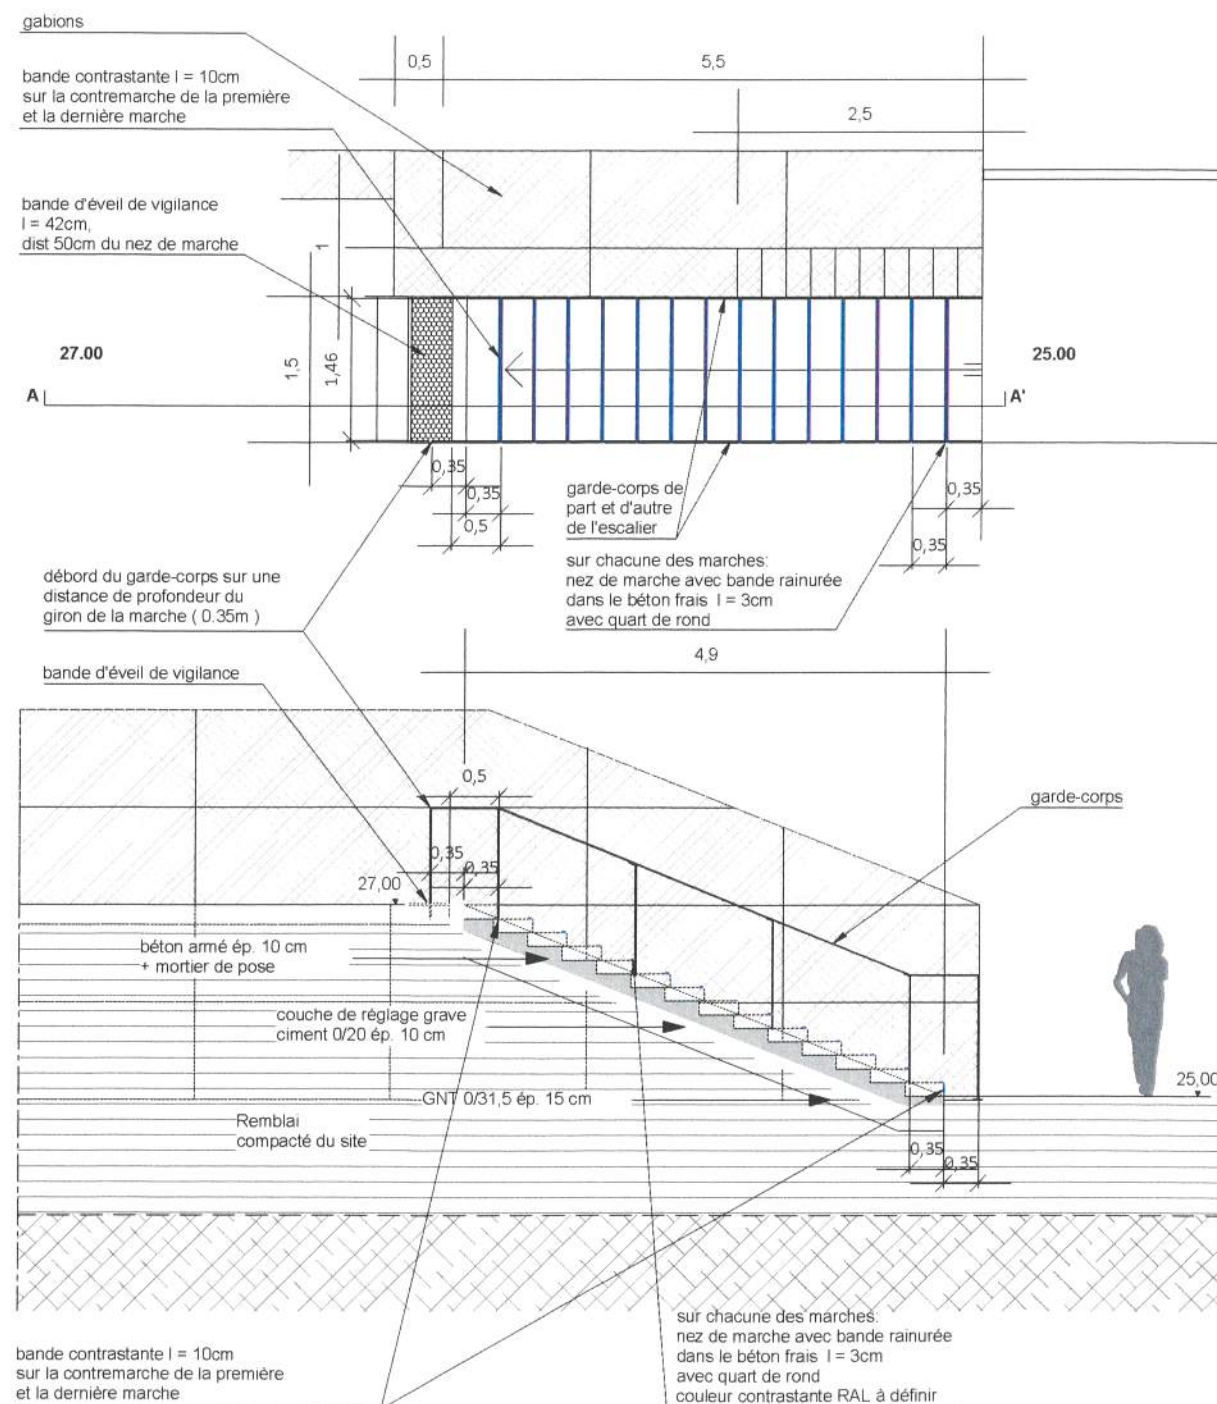 gabions
0,5
5,5
bande contrastante l = 10cm
sur la contremarche de la première
et la dernière marche
2,5
bande d'éveil de vigilance
l = 42cm,
dist 50cm du nez de marche
1
27.00
1,5
1,46
25.00
A
A'
0,35
0,35
0,5
garde-corps de
part et d'autre
de l'escalier
0,35
0,35
sur chacune des marches:
nez de marche avec bande rainurée
dans le béton frais l = 3cm
avec quart de rond
débord du garde-corps sur une
distance de profondeur du
giron de la marche ( 0.35m )
4,9
bande d'éveil de vigilance
0,5
garde-corps
0,35
0,35
27,00
béton armé ép. 10 cm
+ mortier de pose
couche de réglage grave
ciment 0/20 ép. 10 cm
25,00
GNT 0/31,5 ép. 15 cm
Remblai
compacté du site
0,35
0,35
sur chacune des marches:
nez de marche avec bande rainurée
dans le béton frais l = 3cm
avec quart de rond
couleur contrastante RAL à définir
bande contrastante l = 10cm
sur la contremarche de la première
et la dernière marche